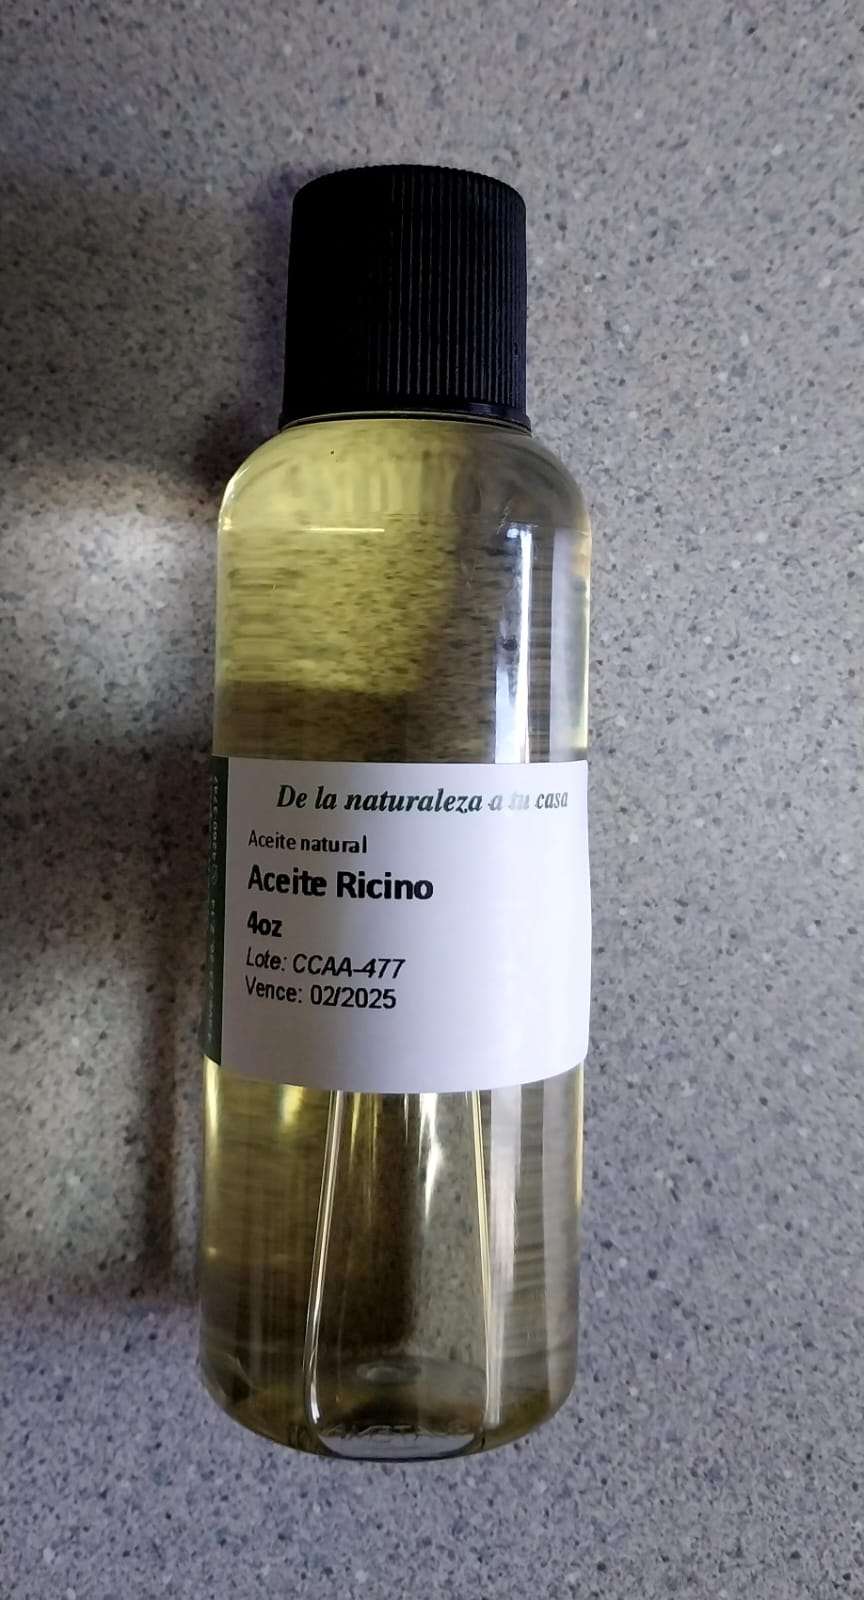 De la naturaleza a tu casa
Aceite natural
Aceite Ricino
4oz
Lote: CCAA-477
Vence: 02/2025